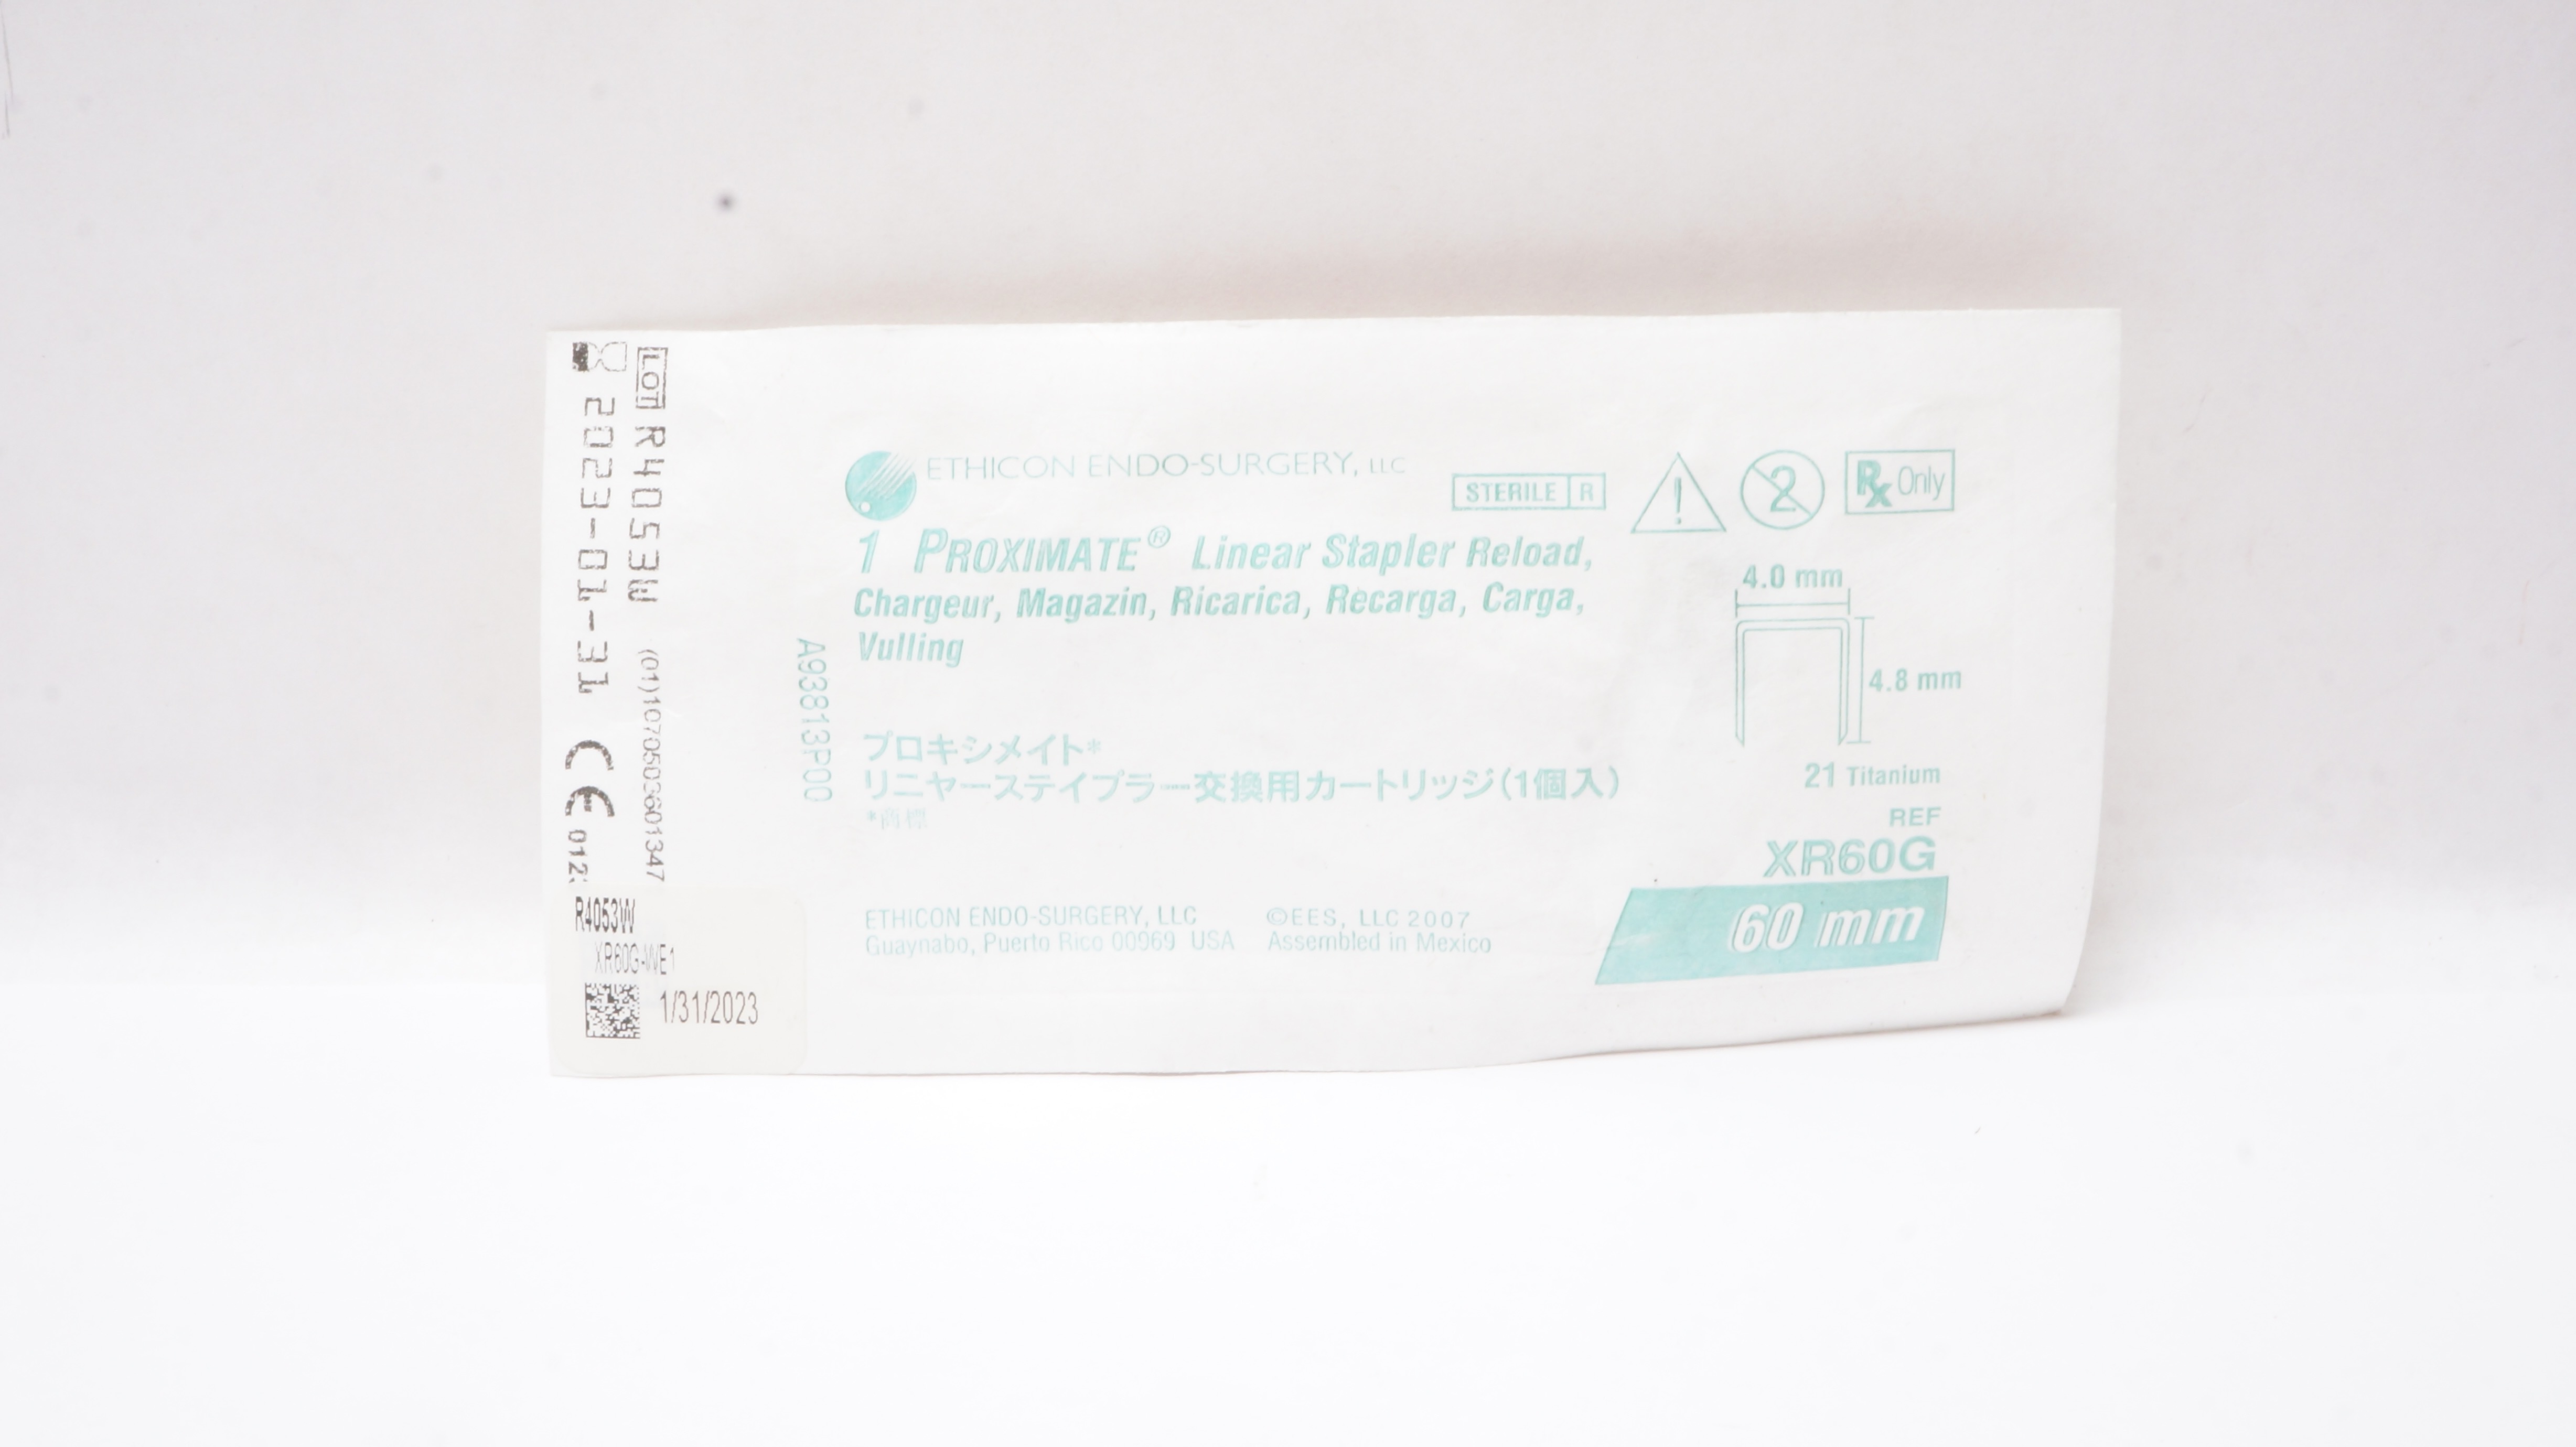 LOT R4053W (01)10705036013471
2023-01-31 CE
R4053W
XR60G-WE1
1/31/2023
A93813P00
ETHICON ENDO-SURGERY, LLC
STERILE R
!
2
Rx Only
1 PROXIMATE® Linear Stapler Reload,
Chargeur, Magazin, Ricarica, Recarga, Carga,
Vulling
プロキシメイト*
リニヤーステイプラー交換用カートリッジ(1個入)
*商標
ETHICON ENDO-SURGERY, LLC
Guaynabo, Puerto Rico 00969 USA
©EES, LLC 2007
Assembled in Mexico
4.0 mm
4.8 mm
21 Titanium
REF
XR60G
60 mm